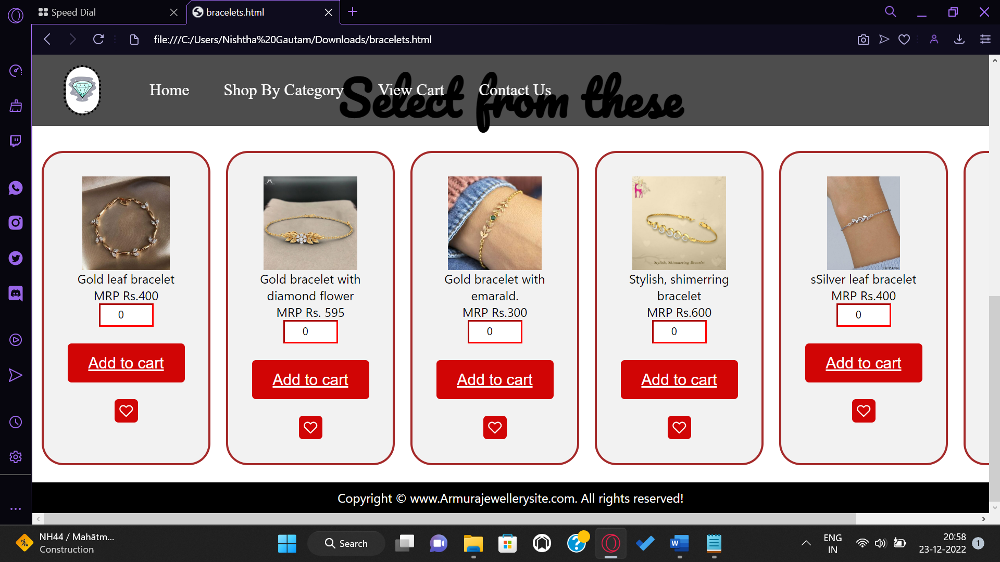 Speed Dial
bracelets.html
file:///C:/Users/Nishtha%20Gautam/Downloads/bracelets.html
Home
Shop By Category
View Cart
Contact Us
Select from these
Gold leaf bracelet
MRP Rs.400
0
Add to cart
Gold bracelet with
diamond flower
MRP Rs. 595
0
Add to cart
Gold bracelet with
emarald.
MRP Rs.300
0
Add to cart
Stylish, Shimmering Bracelet
Stylish, shimerring
bracelet
MRP Rs.600
0
Add to cart
sSilver leaf bracelet
MRP Rs.400
0
Add to cart
Copyright © www.Armurajewellerysite.com. All rights reserved!
NH44 / Mahātm...
Construction
Search
ENG
IN
20:58
23-12-2022
1